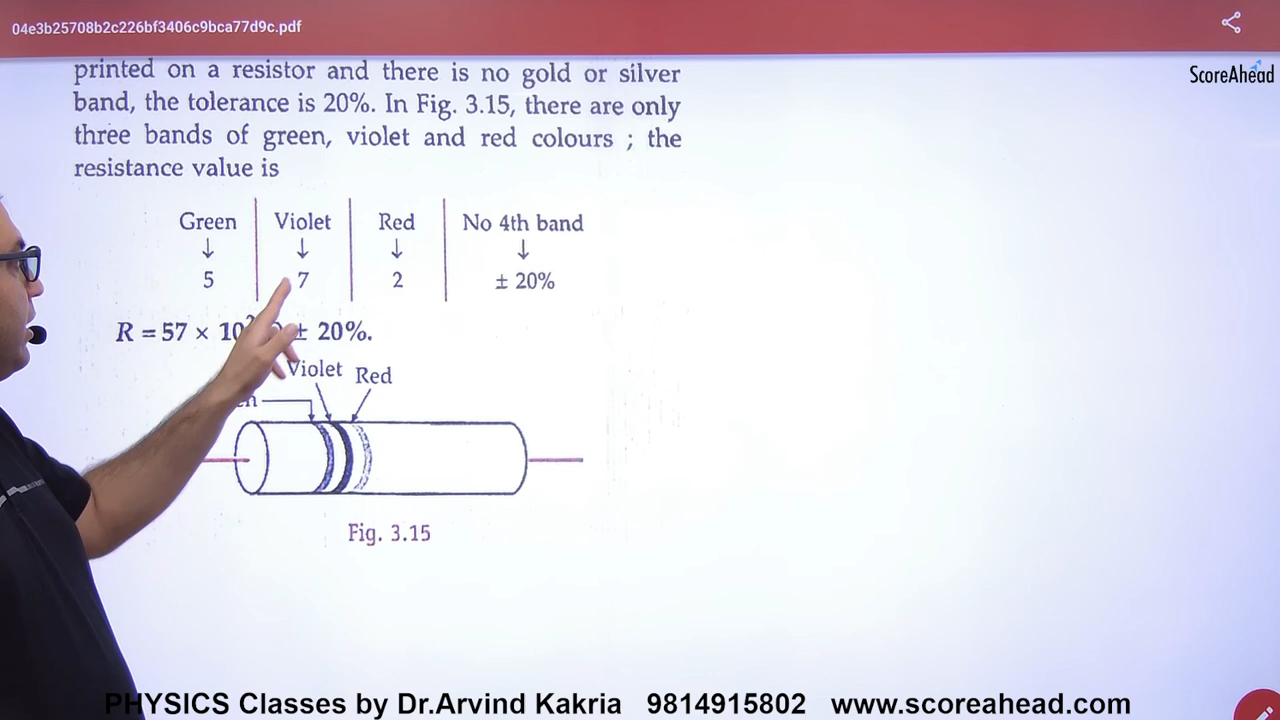 04e3b25708b2c226bf3406c9bca77d9c.pdf
ScoreAhead
printed on a resistor and there is no gold or silver
band, the tolerance is 20%. In Fig. 3.15, there are only
three bands of green, violet and red colours ; the
resistance value is
Green Violet Red No 4th band
↓ ↓ ↓ ↓
5 7 2 ± 20%
R = 57 × 10 ± 20%.
Violet Red
Fig. 3.15
PHYSICS Classes by Dr.Arvind Kakria 9814915802 www.scoreahead.com